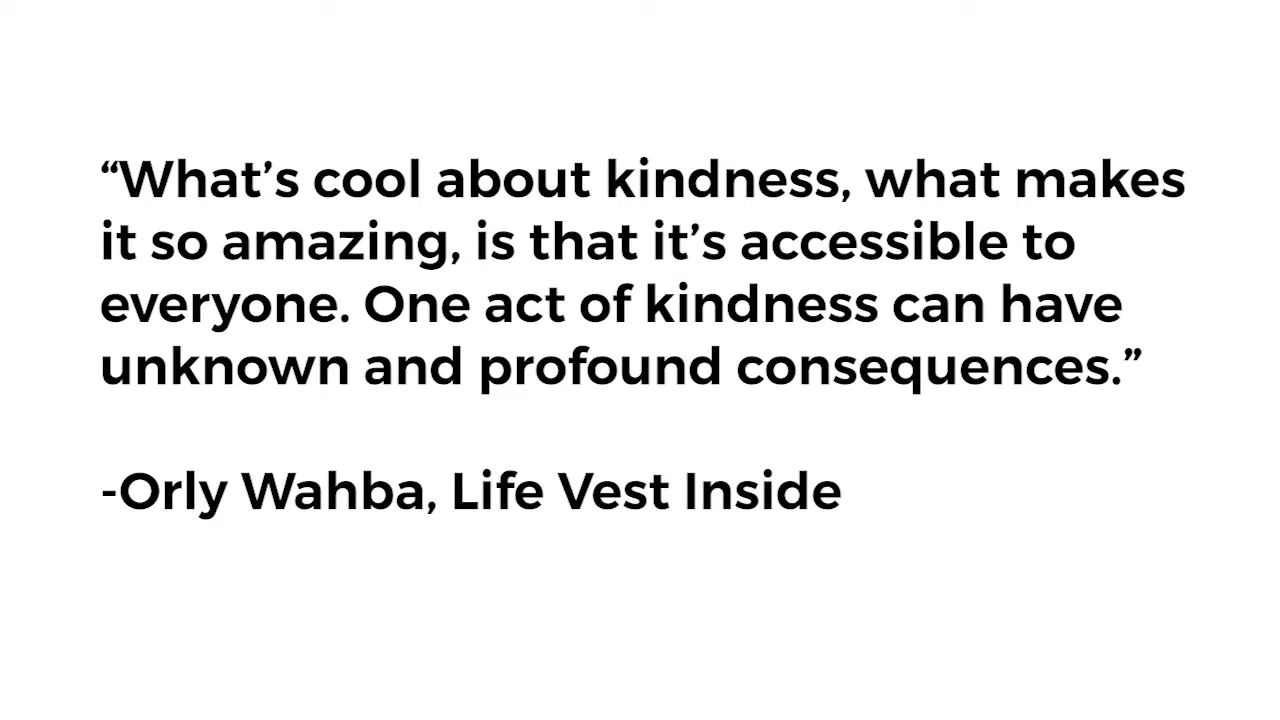 “What’s cool about kindness, what makes
it so amazing, is that it’s accessible to
everyone. One act of kindness can have
unknown and profound consequences.”
-Orly Wahba, Life Vest Inside